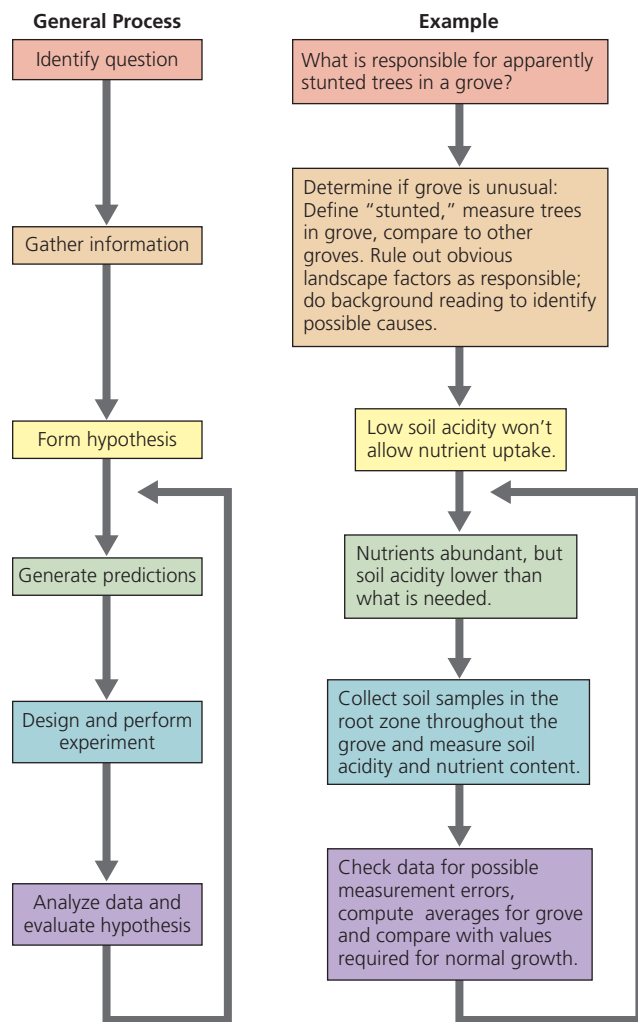 General Process
Identify question
Gather information
Form hypothesis
Generate predictions
Design and perform
experiment
Analyze data and
evaluate hypothesis
Example
What is responsible for apparently
stunted trees in a grove?
Determine if grove is unusual:
Define “stunted,” measure trees
in grove, compare to other
groves. Rule out obvious
landscape factors as responsible;
do background reading to identify
possible causes.
Low soil acidity won’t
allow nutrient uptake.
Nutrients abundant, but
soil acidity lower than
what is needed.
Collect soil samples in the
root zone throughout the
grove and measure soil
acidity and nutrient content.
Check data for possible
measurement errors,
compute averages for grove
and compare with values
required for normal growth.